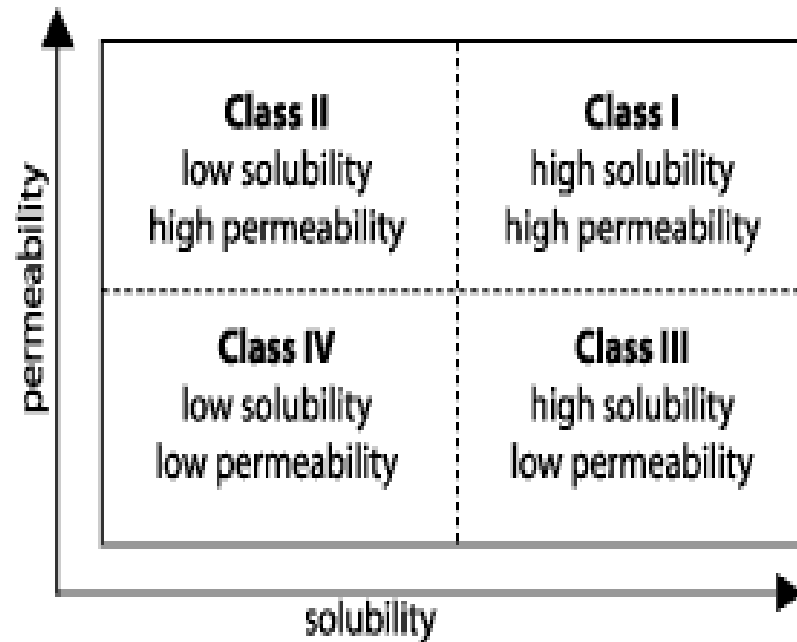 permeability
Class II
low solubility
high permeability
Class I
high solubility
high permeability
Class IV
low solubility
low permeability
Class III
high solubility
low permeability
solubility